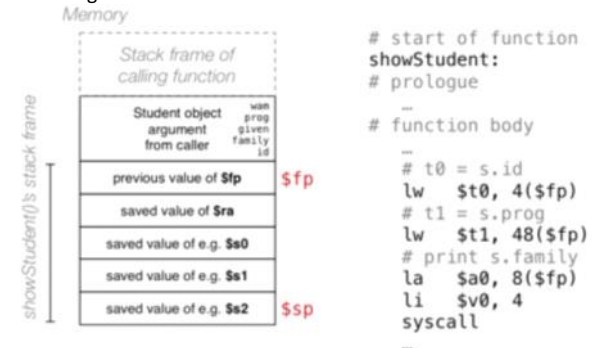 Memory
Stack frame of
calling function
Student object
argument
from caller
wam
prog
given
family
id
previous value of $fp
saved value of $ra
saved value of e.g. $s0
saved value of e.g. $s1
saved value of e.g. $s2
showStudent()'s stack frame
$fp
$sp
# start of function
showStudent:
# prologue
…
# function body
…
# t0 = s.id
lw $t0, 4($fp)
# t1 = s.prog
lw $t1, 48($fp)
# print s.family
la $a0, 8($fp)
li $v0, 4
syscall
…